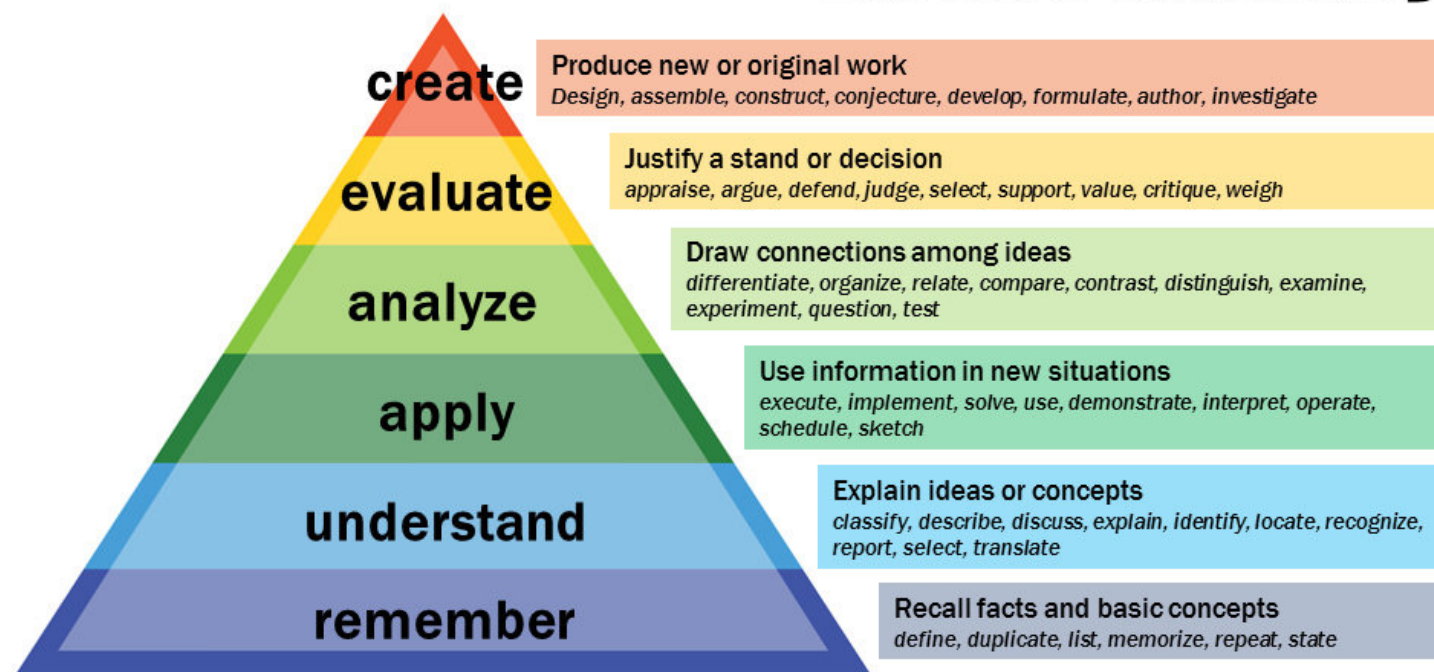 create
Produce new or original work
Design, assemble, construct, conjecture, develop, formulate, author, investigate
evaluate
Justify a stand or decision
appraise, argue, defend, judge, select, support, value, critique, weigh
analyze
Draw connections among ideas
differentiate, organize, relate, compare, contrast, distinguish, examine,
experiment, question, test
apply
Use information in new situations
execute, implement, solve, use, demonstrate, interpret, operate,
schedule, sketch
understand
Explain ideas or concepts
classify, describe, discuss, explain, identify, locate, recognize,
report, select, translate
remember
Recall facts and basic concepts
define, duplicate, list, memorize, repeat, state